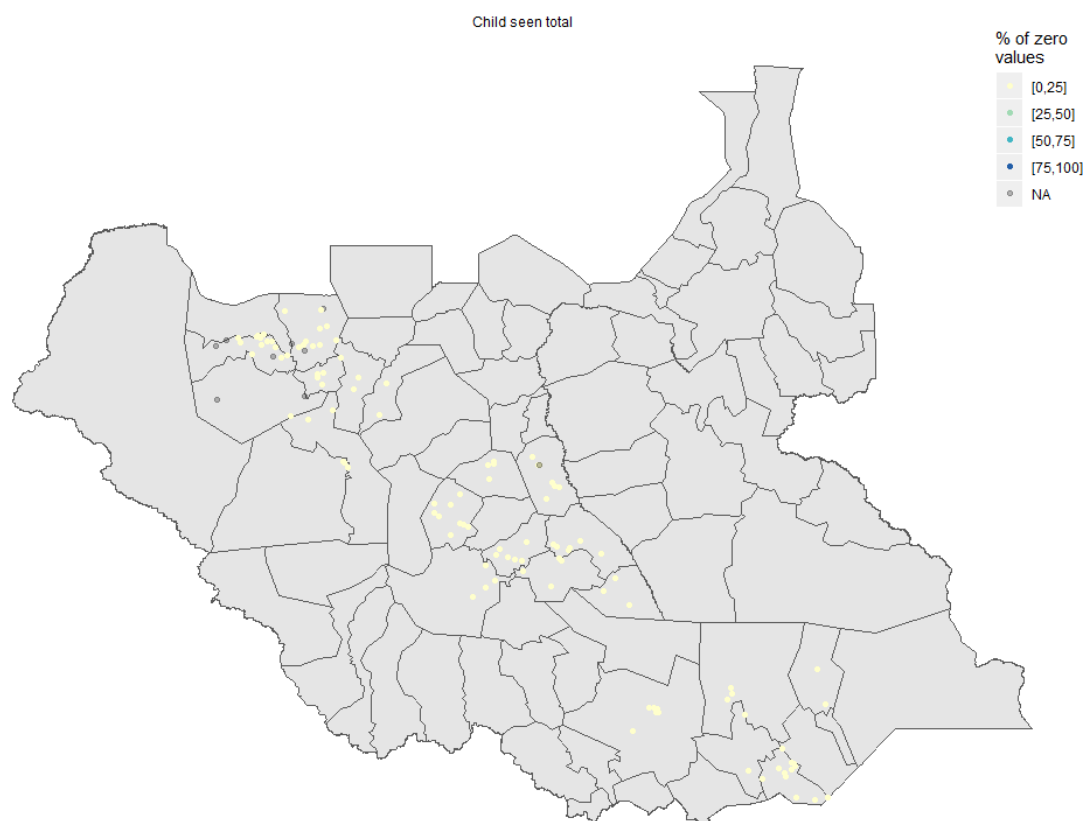 Child seen total
% of zero
values
[0,25]
[25,50]
[50,75]
[75,100]
NA